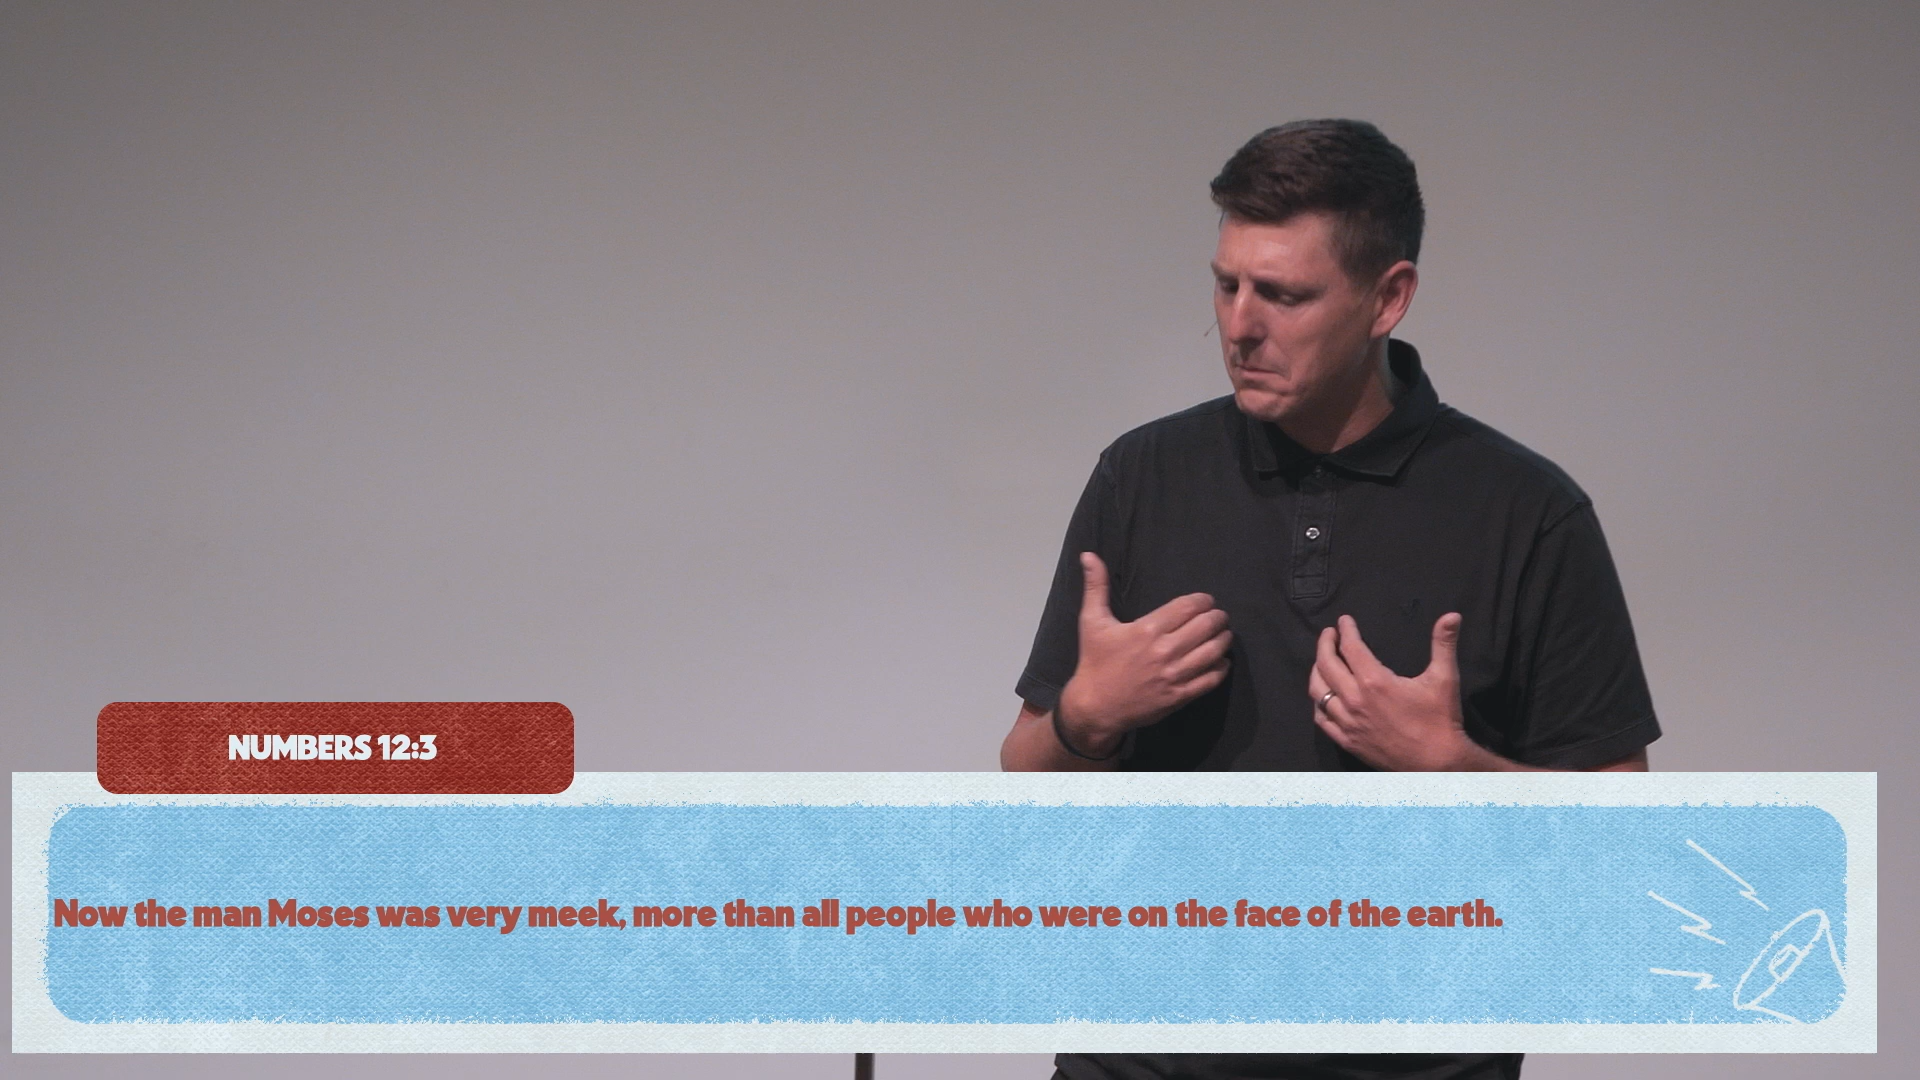 NUMBERS 12:3
Now the man Moses was very meek, more than all people who were on the face of the earth.